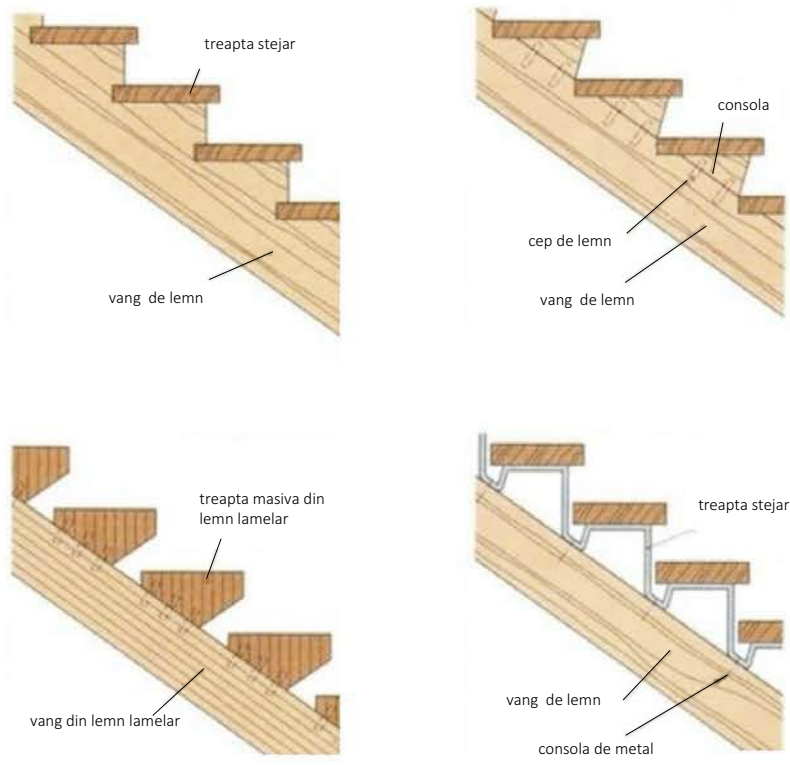 treapta stejar
vang de lemn
consola
cep de lemn
vang de lemn
treapta masiva din
lemn lamelar
vang din lemn lamelar
treapta stejar
vang de lemn
consola de metal